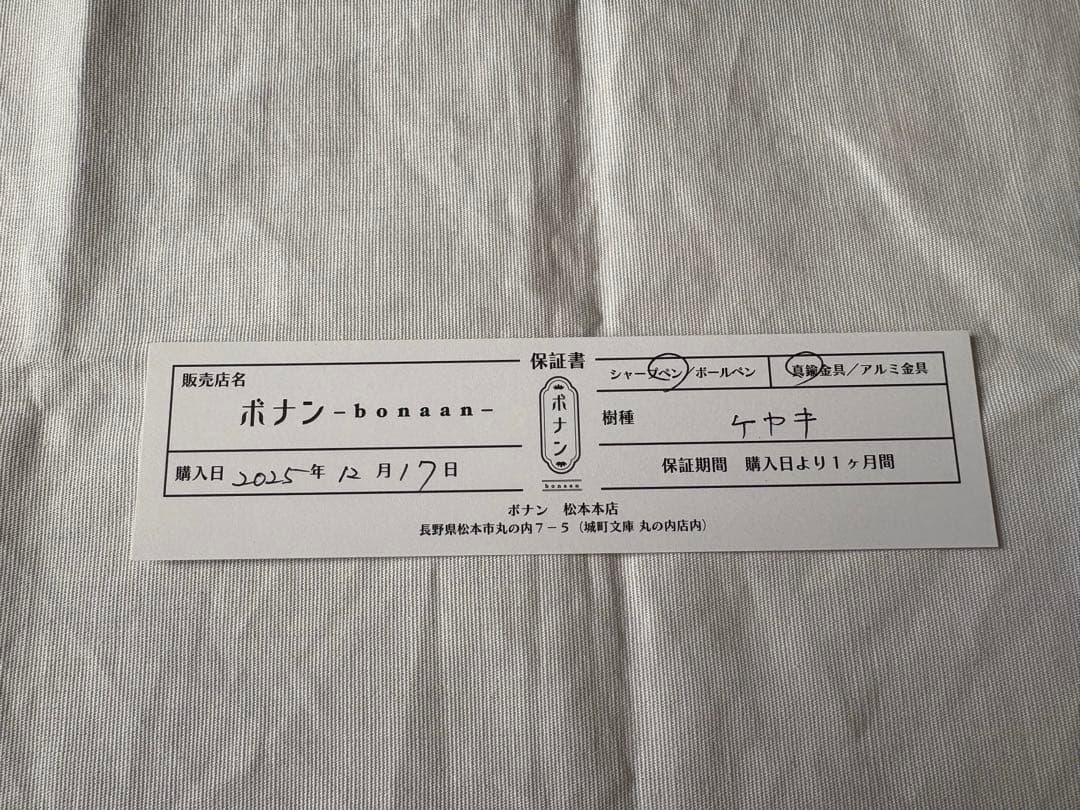 保証書
販売店名
ボナン-bonaan-
購入日 2025年 12月17日
ボナン
bonaan
シャープペン/ボールペン
真鍮金具/アルミ金具
樹種 ケヤキ
保証期間 購入日より1ヶ月間
ボナン 松本本店
長野県松本市丸の内7-5(城町文庫 丸の内店内)